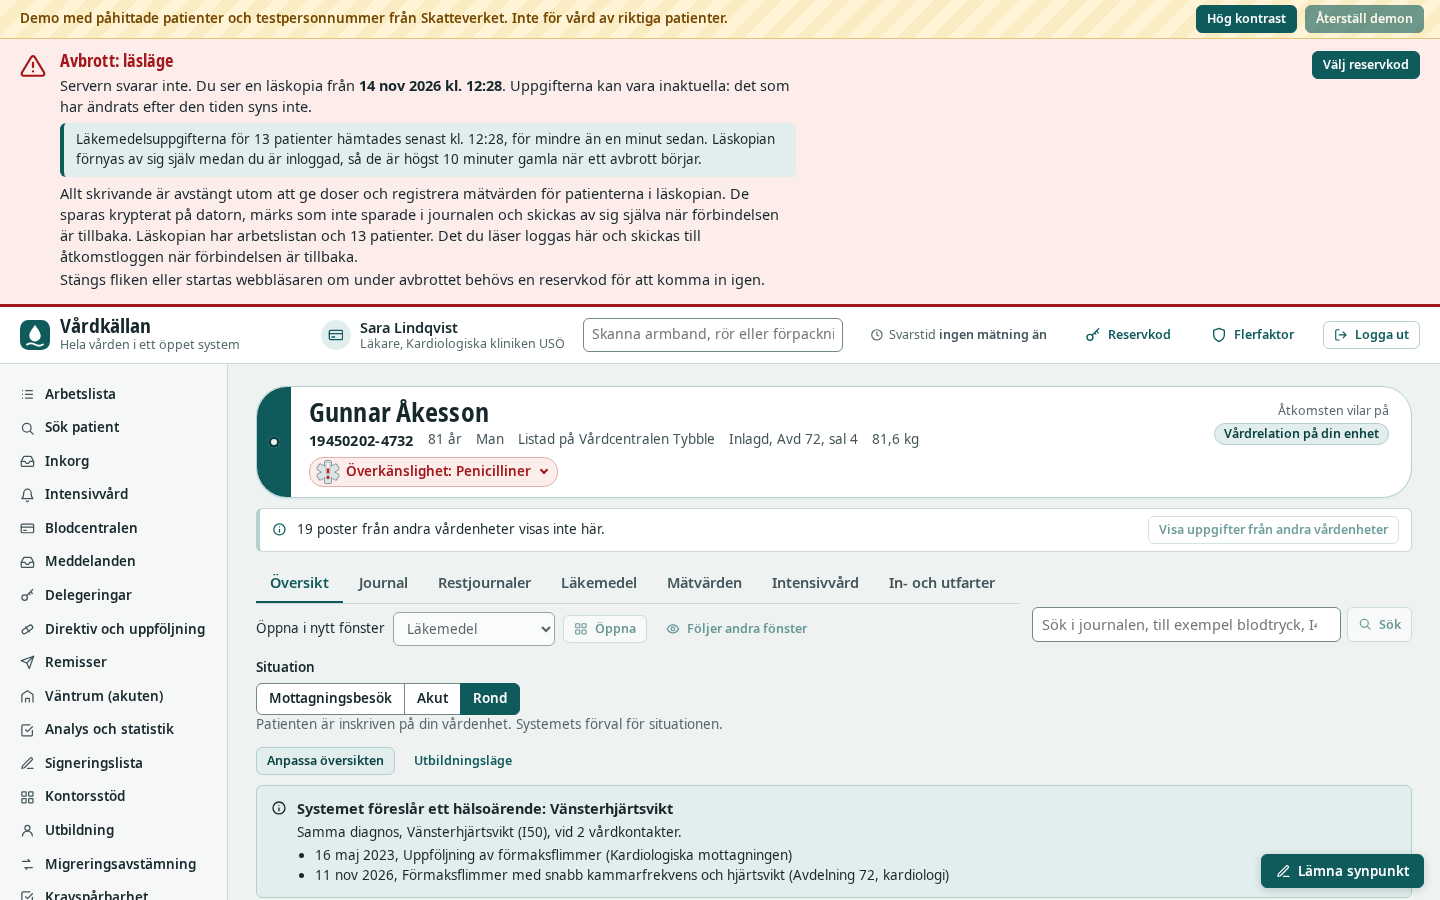 Demo med påhittade patienter och testpersonnummer från Skatteverket. Inte för vård av riktiga patienter.
Hög kontrast
Återställ demon
Avbrott: läsläge
Välj reservkod
Servern svarar inte. Du ser en läskopia från 14 nov 2026 kl. 12:28. Uppgifterna kan vara inaktuella: det som
har ändrats efter den tiden syns inte.
Läkemedelsuppgifterna för 13 patienter hämtades senast kl. 12:28, för mindre än en minut sedan. Läskopian
förnyas av sig själv medan du är inloggad, så de är högst 10 minuter gamla när ett avbrott börjar.
Allt skrivande är avstängt utom att ge doser och registrera mätvärden för patienterna i läskopian. De
sparas krypterat på datorn, märks som inte sparade i journalen och skickas av sig själva när förbindelsen
är tillbaka. Läskopian har arbetslistan och 13 patienter. Det du läser loggas här och skickas till
åtkomstloggen när förbindelsen är tillbaka.
Stängs fliken eller startas webbläsaren om under avbrottet behövs en reservkod för att komma in igen.
Vårdkällan
Hela vården i ett öppet system
Sara Lindqvist
Läkare, Kardiologiska kliniken USÖ
Skanna armband, rör eller förpackni
Svarstid ingen mätning än
Reservkod
Flerfaktor
Logga ut
Arbetslista
Sök patient
Inkorg
Intensivvård
Blodcentralen
Meddelanden
Delegeringar
Direktiv och uppföljning
Remisser
Väntrum (akuten)
Analys och statistik
Signeringslista
Kontorsstöd
Utbildning
Migreringsavstämning
Kravspårbarhet
Gunnar Åkesson
19450202-4732 81 år Man Listad på Vårdcentralen Tybble Inlagd, Avd 72, sal 4 81,6 kg
Överkänslighet: Penicilliner
Åtkomsten vilar på
Vårdrelation på din enhet
19 poster från andra vårdenheter visas inte här.
Visa uppgifter från andra vårdenheter
Översikt Journal Restjournaler Läkemedel Mätvärden Intensivvård In- och utfarter
Öppna i nytt fönster
Läkemedel
Öppna
Följer andra fönster
Sök i journalen, till exempel blodtryck, I4
Sök
Situation
Mottagningsbesök Akut Rond
Patienten är inskriven på din vårdenhet. Systemets förval för situationen.
Anpassa översikten
Utbildningsläge
Systemet föreslår ett hälsoärende: Vänsterhjärtsvikt
Samma diagnos, Vänsterhjärtsvikt (I50), vid 2 vårdkontakter.
• 16 maj 2023, Uppföljning av förmaksflimmer (Kardiologiska mottagningen)
• 11 nov 2026, Förmaksflimmer med snabb kammarfrekvens och hjärtsvikt (Avdelning 72, kardiologi)
Lämna synpunkt